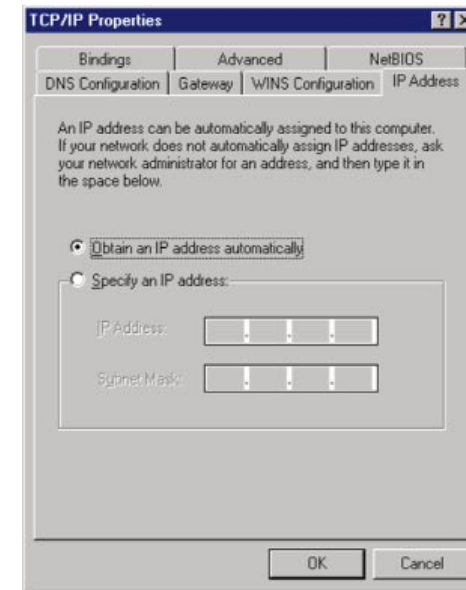 TCP/IP Properties
Bindings Advanced NetBIOS
DNS Configuration Gateway WINS Configuration IP Address
An IP address can be automatically assigned to this computer.
If your network does not automatically assign IP addresses, ask
your network administrator for an address, and then type it in
the space below.
Obtain an IP address automatically
Specify an IP address:
IP Address:
Subnet Mask:
OK Cancel